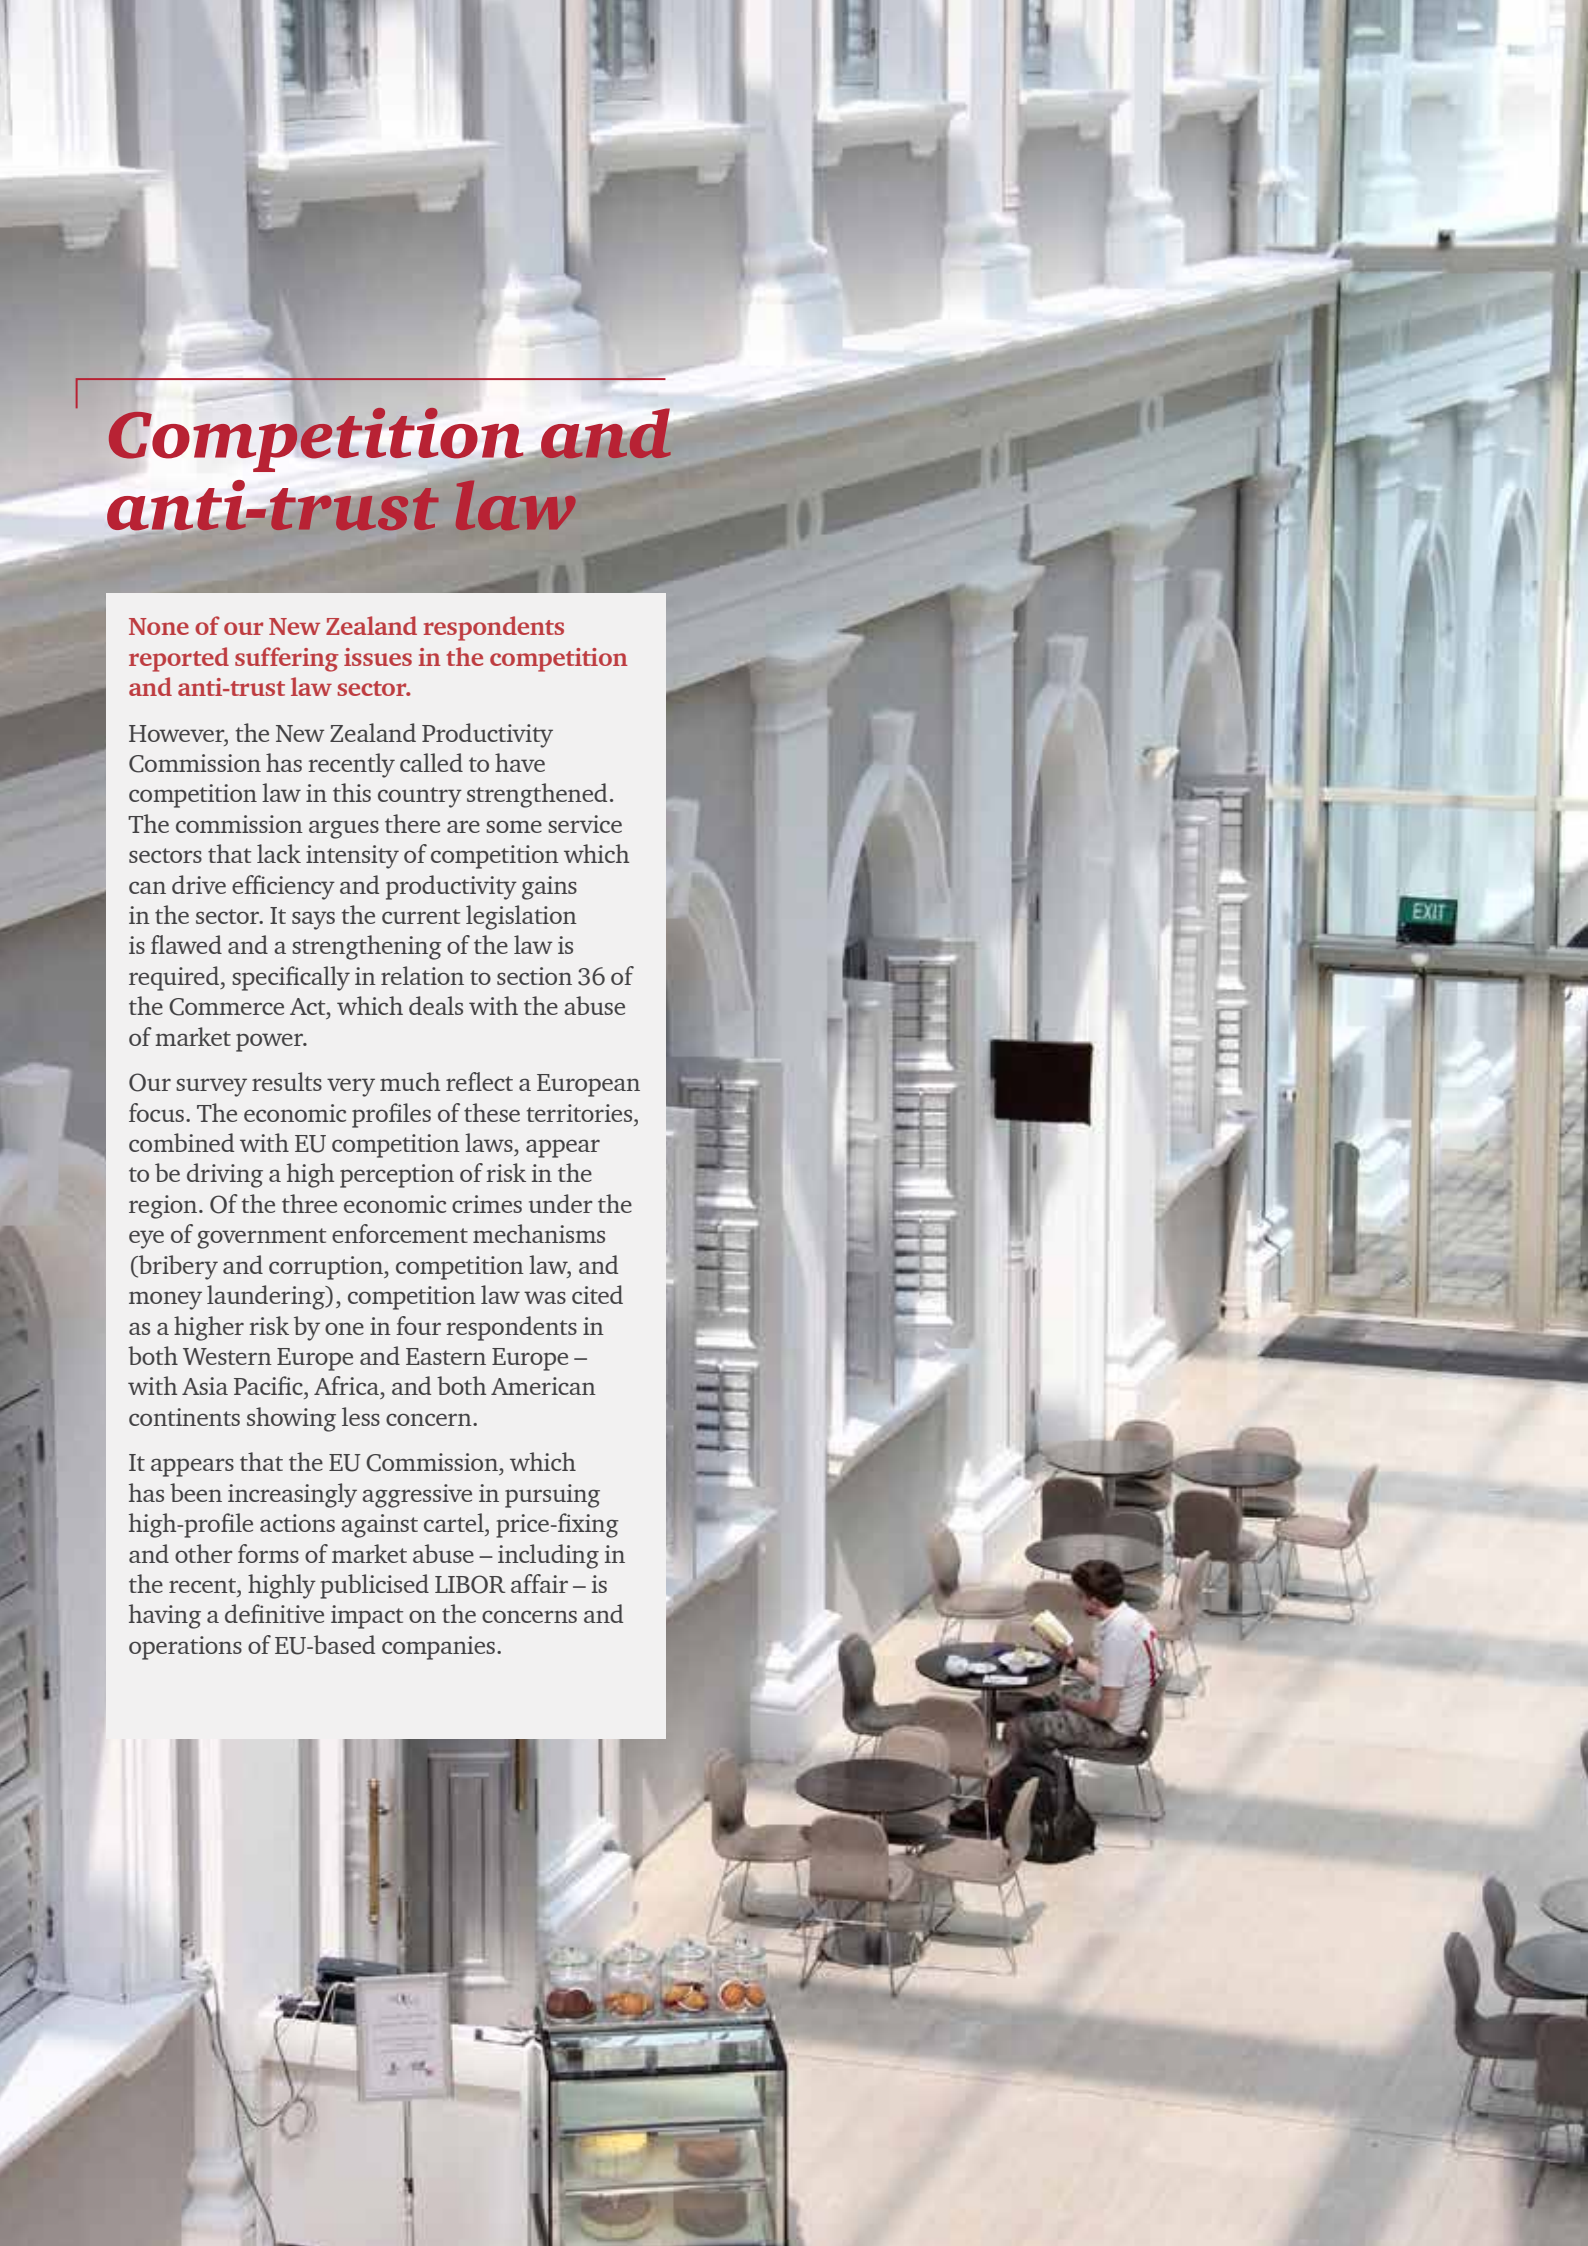 Competition and
anti-trust law
None of our New Zealand respondents
reported suffering issues in the competition
and anti-trust law sector.
However, the New Zealand Productivity
Commission has recently called to have
competition law in this country strengthened.
The commission argues there are some service
sectors that lack intensity of competition which
can drive efficiency and productivity gains
in the sector. It says the current legislation
is flawed and a strengthening of the law is
required, specifically in relation to section 36 of
the Commerce Act, which deals with the abuse
of market power.
Our survey results very much reflect a European
focus. The economic profiles of these territories,
combined with EU competition laws, appear
to be driving a high perception of risk in the
region. Of the three economic crimes under the
eye of government enforcement mechanisms
(bribery and corruption, competition law, and
money laundering), competition law was cited
as a higher risk by one in four respondents in
both Western Europe and Eastern Europe –
with Asia Pacific, Africa, and both American
continents showing less concern.
It appears that the EU Commission, which
has been increasingly aggressive in pursuing
high-profile actions against cartel, price-fixing
and other forms of market abuse – including in
the recent, highly publicised LIBOR affair – is
having a definitive impact on the concerns and
operations of EU-based companies.
EXIT